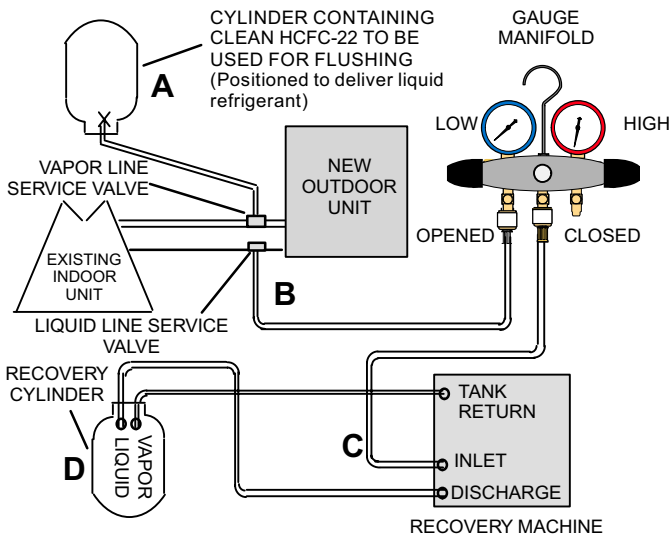 CYLINDER CONTAINING
CLEAN HCFC-22 TO BE
USED FOR FLUSHING
(Positioned to deliver liquid
refrigerant)
A
GAUGE
MANIFOLD
LOW
HIGH
VAPOR LINE
SERVICE VALVE
NEW
OUTDOOR
UNIT
OPENED
CLOSED
EXISTING
INDOOR
UNIT
B
LIQUID LINE SERVICE
VALVE
RECOVERY
CYLINDER
TANK
RETURN
C
D
LIQUID
VAPOR
INLET
DISCHARGE
RECOVERY MACHINE